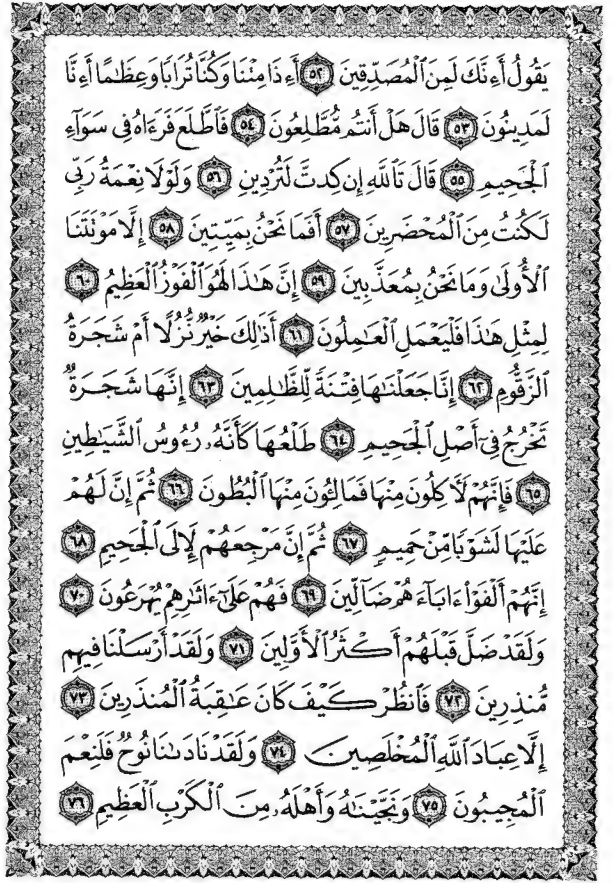 يَقُولُ أَءِنَّكَ لَمِنَ ٱلْمُصَدِّقِينَ ٥٢ أَءِذَا مِتْنَا وَكُنَّا تُرَابًا وَعِظَٰمًا أَءِنَّا
لَمَدِينُونَ ٥٣ قَالَ هَلْ أَنتُم مُّطَّلِعُونَ ٥٤ فَٱطَّلَعَ فَرَءَاهُ فِى سَوَآءِ
ٱلْجَحِيمِ ٥٥ قَالَ تَٱللَّهِ إِن كِدتَّ لَتُرْدِينِ ٥٦ وَلَوْلَا نِعْمَةُ رَبِّى
لَكُنتُ مِنَ ٱلْمُحْضَرِينَ ٥٧ أَفَمَا نَحْنُ بِمَيِّتِينَ ٥٨ إِلَّا مَوْتَتَنَا
ٱلْأُولَىٰ وَمَا نَحْنُ بِمُعَذَّبِينَ ٥٩ إِنَّ هَٰذَا لَهُوَ ٱلْفَوْزُ ٱلْعَظِيمُ ٦٠
لِمِثْلِ هَٰذَا فَلْيَعْمَلِ ٱلْعَٰمِلُونَ ٦١ أَذَٰلِكَ خَيْرٌ نُّزُلًا أَمْ شَجَرَةُ
ٱلزَّقُّومِ ٦٢ إِنَّا جَعَلْنَٰهَا فِتْنَةً لِّلظَّٰلِمِينَ ٦٣ إِنَّهَا شَجَرَةٌ
تَخْرُجُ فِىٓ أَصْلِ ٱلْجَحِيمِ ٦٤ طَلْعُهَا كَأَنَّهُۥ رُءُوسُ ٱلشَّيَٰطِينِ
٦٥ فَإِنَّهُمْ لَءَاكِلُونَ مِنْهَا فَمَالِـُٔونَ مِنْهَا ٱلْبُطُونَ ٦٦ ثُمَّ إِنَّ لَهُمْ
عَلَيْهَا لَشَوْبًا مِّنْ حَمِيمٍ ٦٧ ثُمَّ إِنَّ مَرْجِعَهُمْ لَإِلَى ٱلْجَحِيمِ ٦٨
إِنَّهُمْ أَلْفَوْا۟ ءَابَآءَهُمْ ضَآلِّينَ ٦٩ فَهُمْ عَلَىٰٓ ءَاثَٰرِهِمْ يُهْرَعُونَ ٧٠
وَلَقَدْ ضَلَّ قَبْلَهُمْ أَكْثَرُ ٱلْأَوَّلِينَ ٧١ وَلَقَدْ أَرْسَلْنَا فِيهِم
مُّنذِرِينَ ٧٢ فَٱنظُرْ كَيْفَ كَانَ عَٰقِبَةُ ٱلْمُنذَرِينَ ٧٣
إِلَّا عِبَادَ ٱللَّهِ ٱلْمُخْلَصِينَ ٧٤ وَلَقَدْ نَادَىٰنَا نُوحٌ فَلَنِعْمَ
ٱلْمُجِيبُونَ ٧٥ وَنَجَّيْنَٰهُ وَأَهْلَهُۥ مِنَ ٱلْكَرْبِ ٱلْعَظِيمِ ٧٦